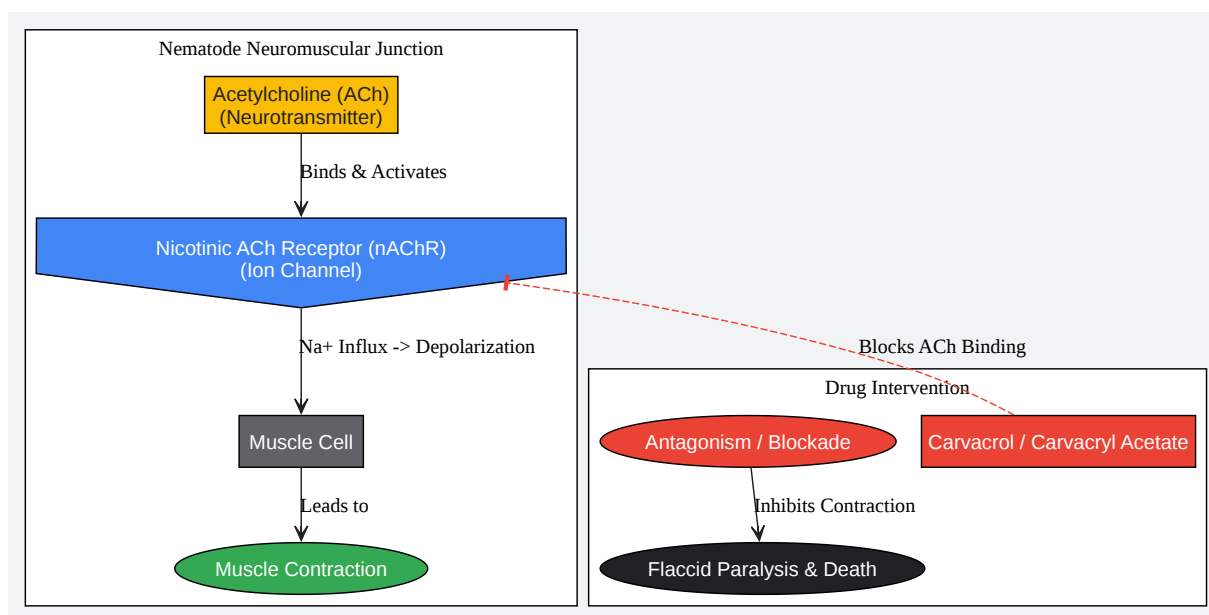 Nematode Neuromuscular Junction
Acetylcholine (ACh)
(Neurotransmitter)
Binds & Activates
Nicotinic ACh Receptor (nAChR)
(Ion Channel)
Na+ Influx -> Depolarization
Muscle Cell
Leads to
Muscle Contraction
Blocks ACh Binding
Drug Intervention
Antagonism / Blockade
Carvacrol / Carvacryl Acetate
Inhibits Contraction
Flaccid Paralysis & Death